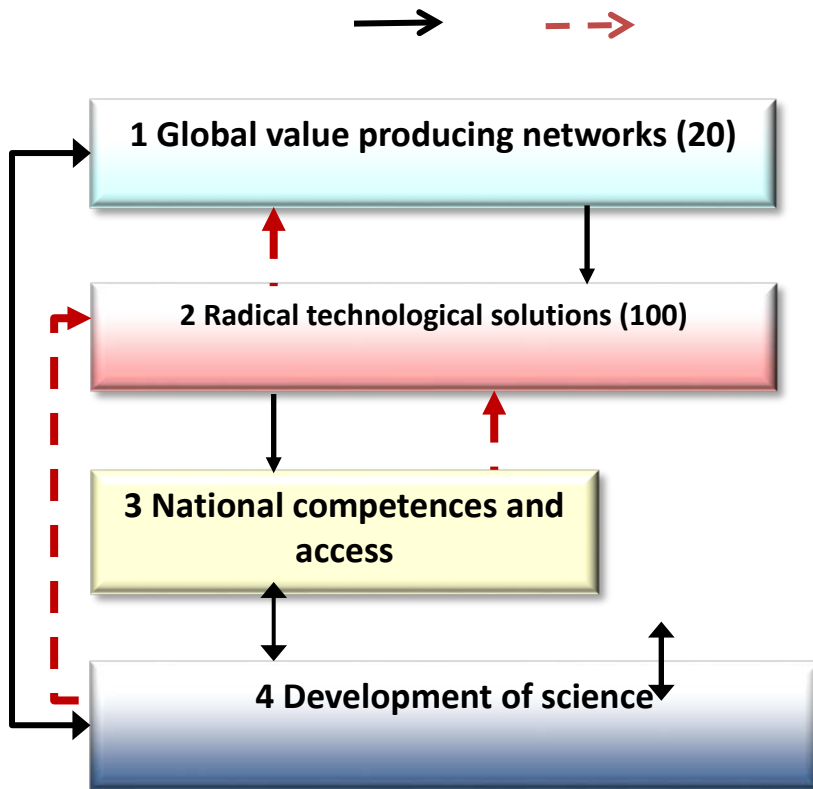 1 Global value producing networks (20)
2 Radical technological solutions (100)
3 National competences and
access
4 Development of science